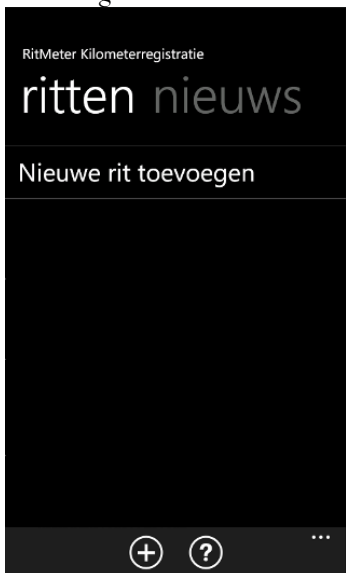 RitMeter Kilometerregistratie
ritten nieuws
Nieuwe rit toevoegen
+ ?
...